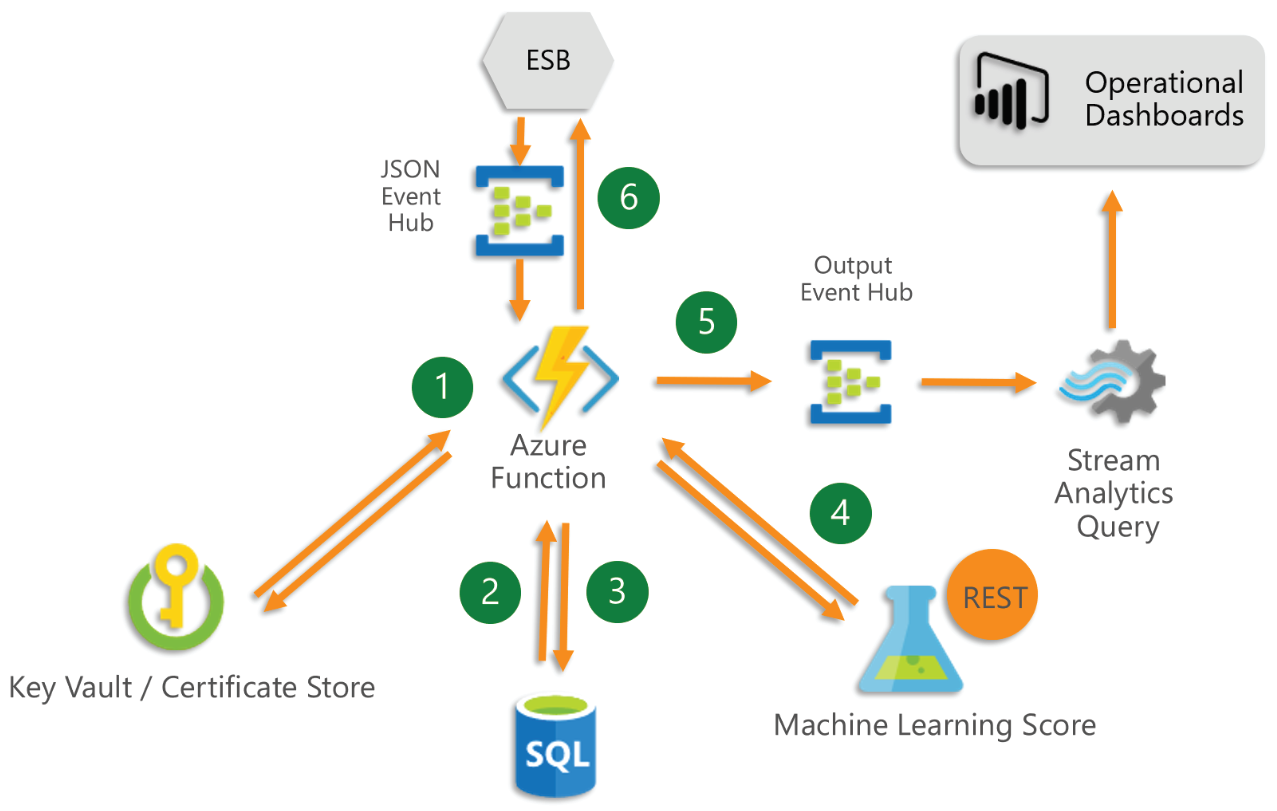 ESB
Operational
Dashboards
JSON
Event
Hub
6
Output
Event Hub
5
1
Azure
Function
Stream
Analytics
Query
4
2
3
REST
Key Vault / Certificate Store
Machine Learning Score
SQL